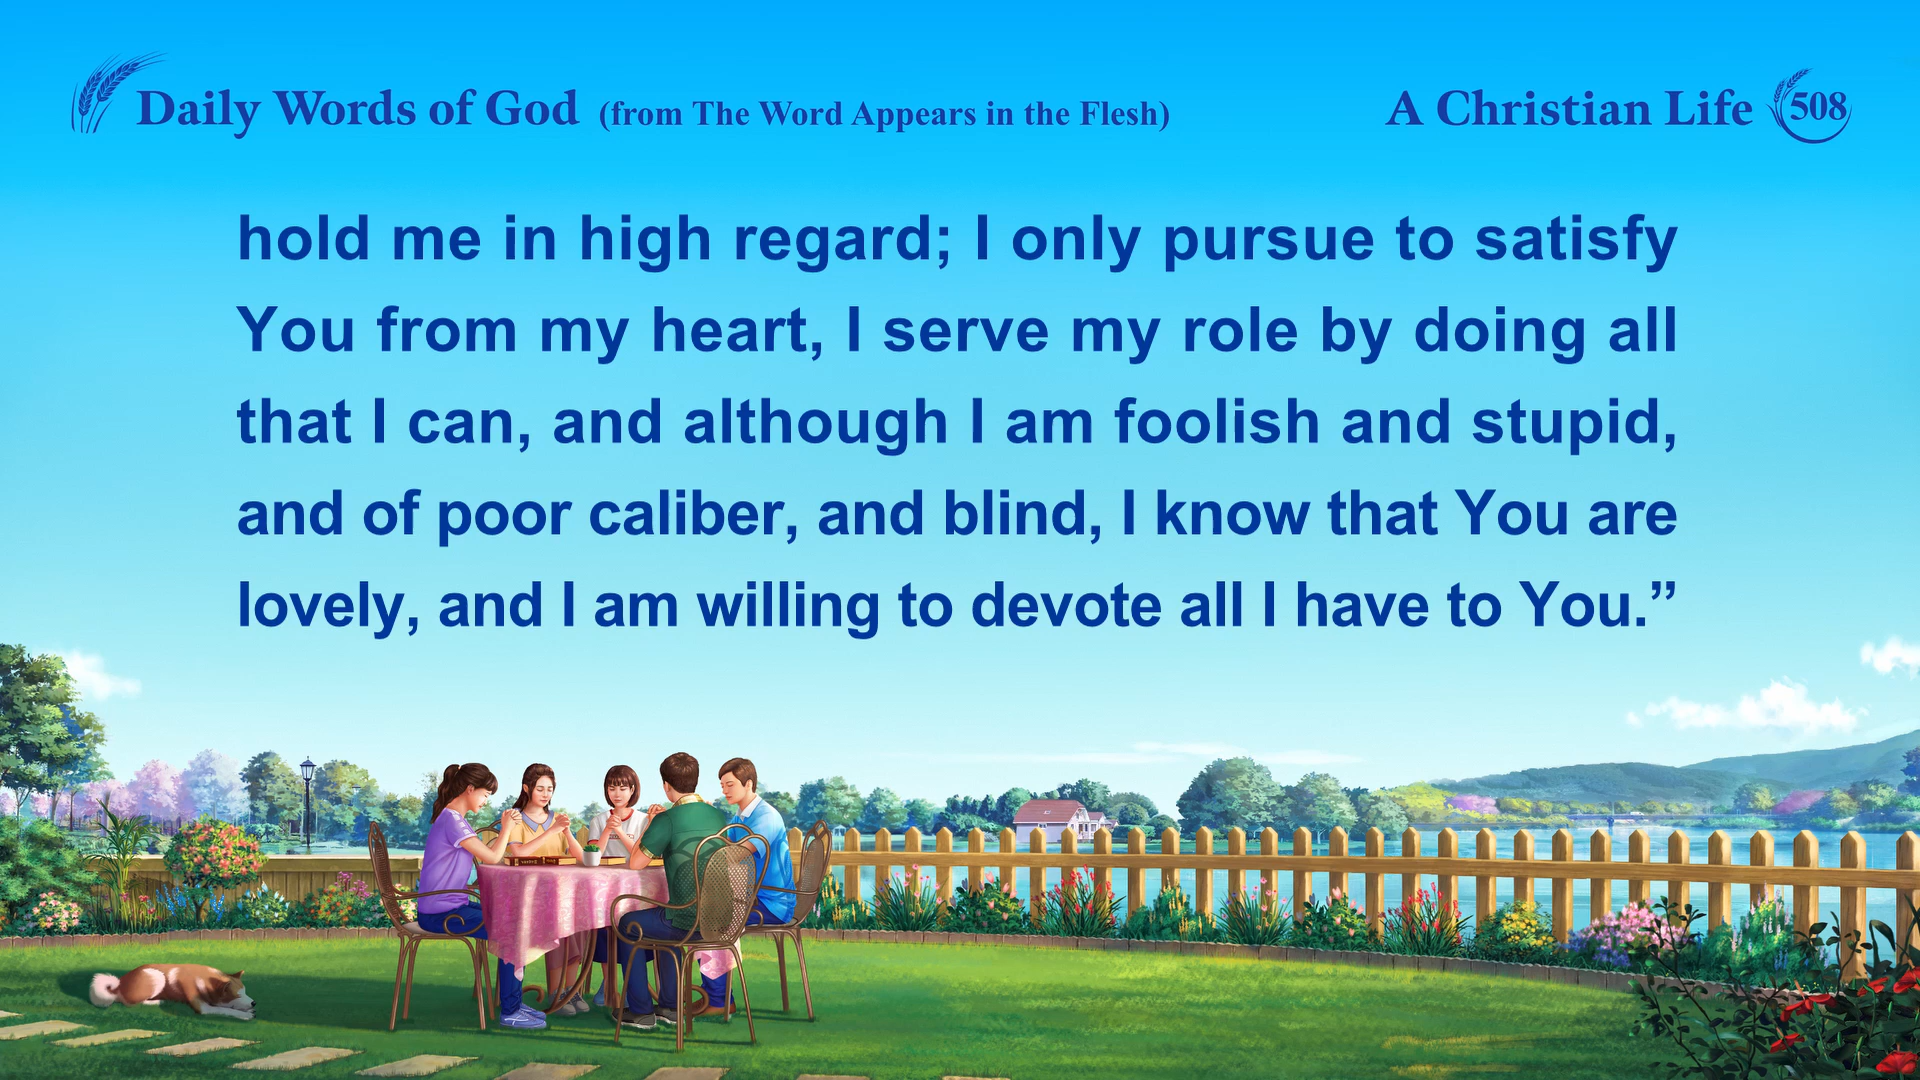 Daily Words of God (from The Word Appears in the Flesh)
A Christian Life 508
hold me in high regard; I only pursue to satisfy
You from my heart, I serve my role by doing all
that I can, and although I am foolish and stupid,
and of poor caliber, and blind, I know that You are
lovely, and I am willing to devote all I have to You.”